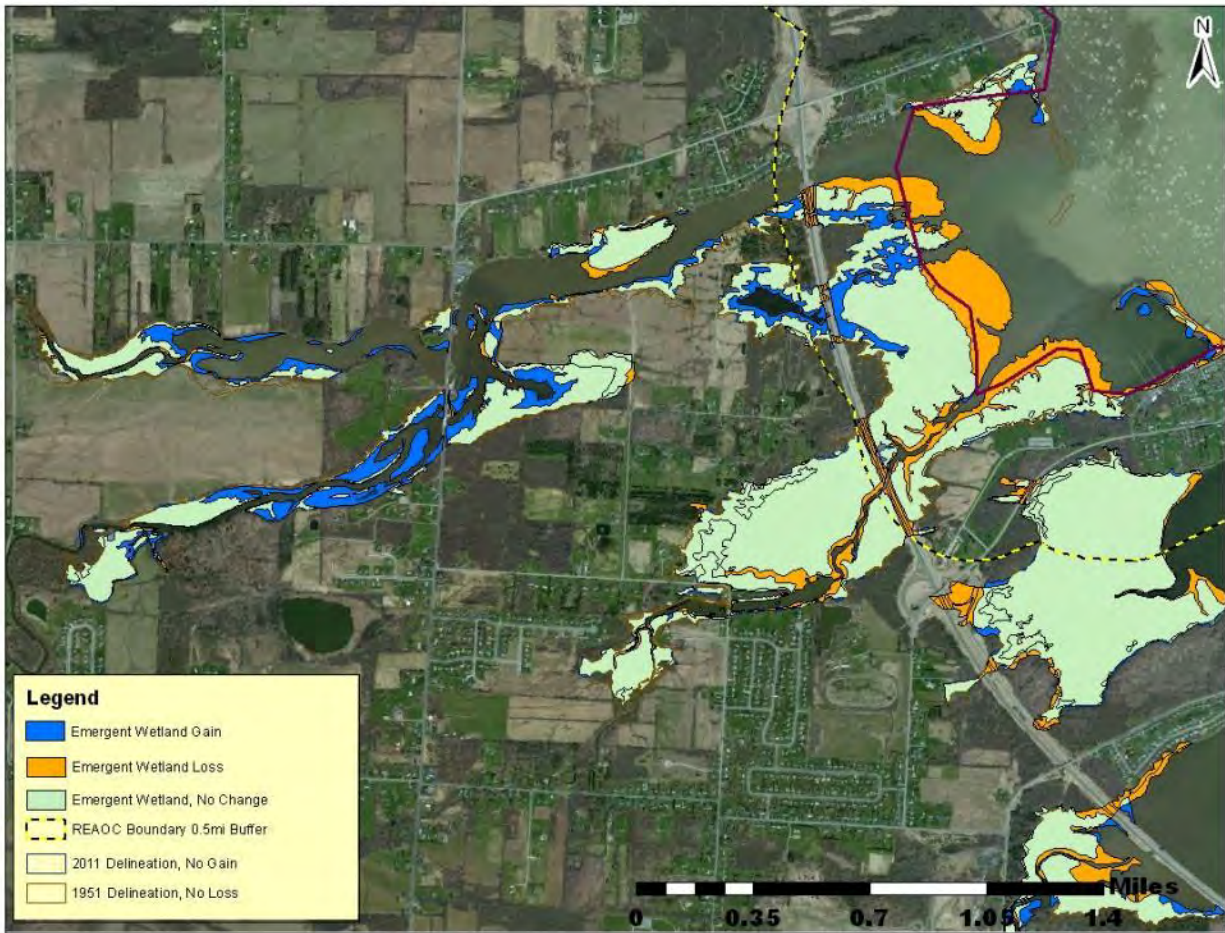 N
Legend
Emergent Wetland Gain
Emergent Wetland Loss
Emergent Wetland, No Change
REAOC Boundary 0.5mi Buffer
2011 Delineation, No Gain
1951 Delineation, No Loss
Miles
0 0.35 0.7 1.05 1.4